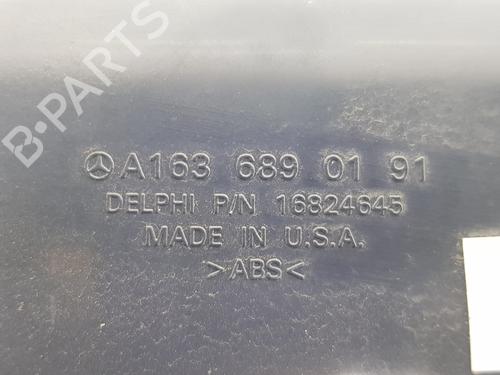 B-PARTS
A163 689 01 91
DELPHI P/N 16824645
MADE IN U.S.A.
>ABS<